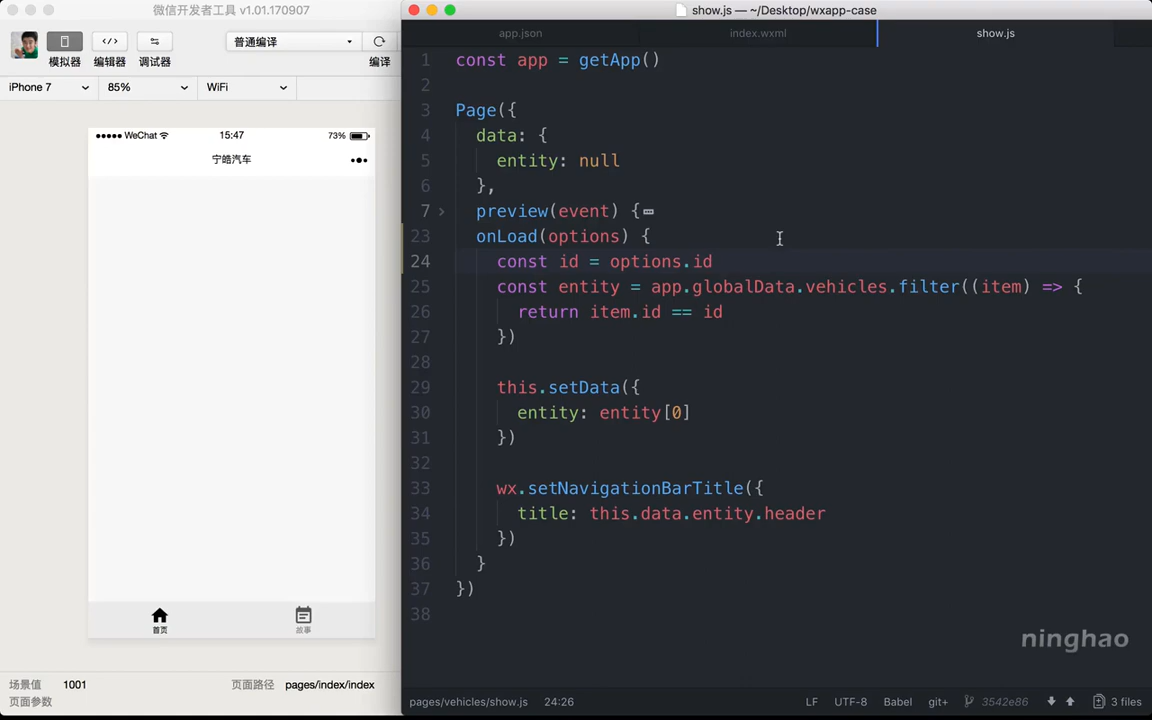 微信开发者工具 v1.01.170907
模拟器 编辑器 调试器
普通编译
编译
iPhone 7 85% WiFi
WeChat 15:47 73%
宁皓汽车
首页 故事
场景值 1001 页面路径 pages/index/index
页面参数
show.js — ~/Desktop/wxapp-case
app.json index.wxml show.js
1 const app = getApp()
2
3 Page({
4 data: {
5 entity: null
6 },
7 preview(event) {
23 onLoad(options) {
24 const id = options.id
25 const entity = app.globalData.vehicles.filter((item) => {
26 return item.id == id
27 })
28
29 this.setData({
30 entity: entity[0]
31 })
32
33 wx.setNavigationBarTitle({
34 title: this.data.entity.header
35 })
36 }
37 })
38
ninghao
pages/vehicles/show.js 24:26 LF UTF-8 Babel git+ 3542e86 3 files